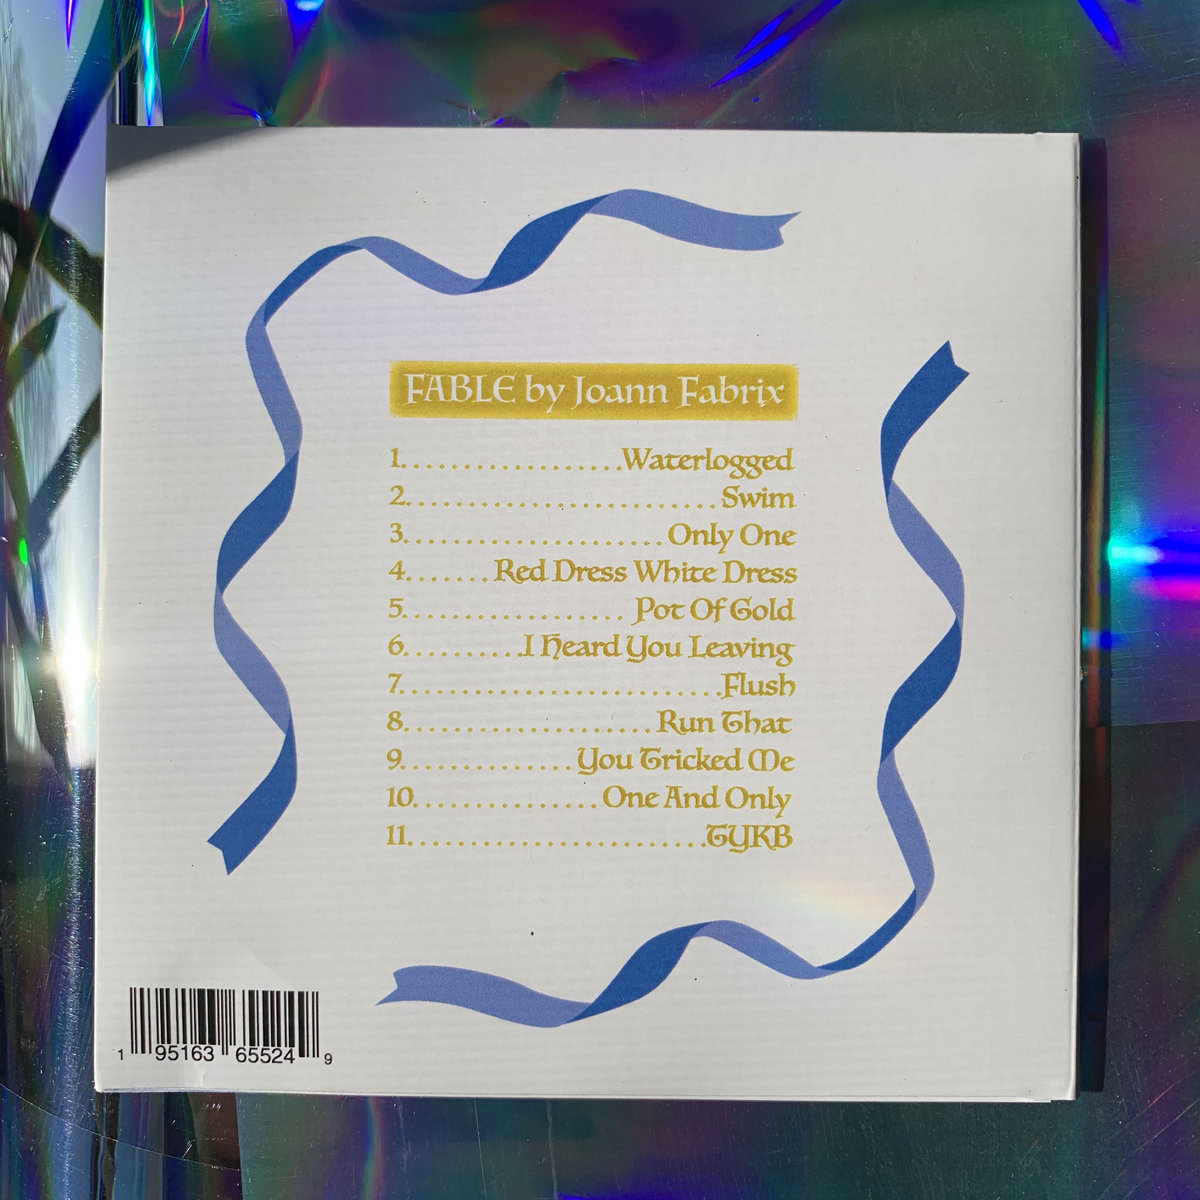 FABLE by Joann Fabrix
1..................Waterlogged
2.........................Swim
3.....................Only One
4.......Red Dress White Dress
5..................Pot Of Gold
6..........I Heard You Leaving
7..........................Flush
8....................Run That
9..............You Tricked Me
10...............One And Only
11........................TYKB
1 95163 65524 9